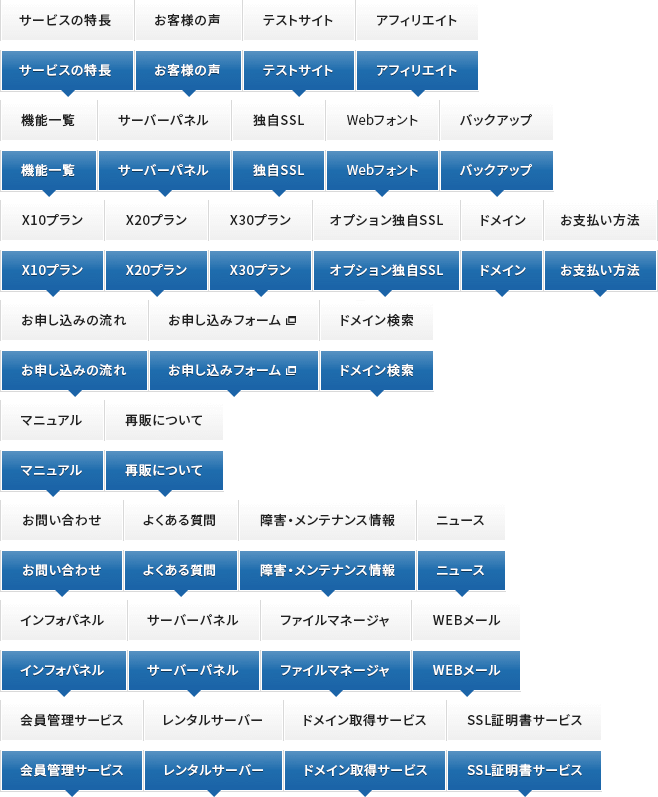 サービスの特長 お客様の声 テストサイト アフィリエイト
サービスの特長 お客様の声 テストサイト アフィリエイト
機能一覧 サーバーパネル 独自SSL Webフォント バックアップ
機能一覧 サーバーパネル 独自SSL Webフォント バックアップ
X10プラン X20プラン X30プラン オプション独自SSL ドメイン お支払い方法
X10プラン X20プラン X30プラン オプション独自SSL ドメイン お支払い方法
お申し込みの流れ お申し込みフォーム ドメイン検索
お申し込みの流れ お申し込みフォーム ドメイン検索
マニュアル 再販について
マニュアル 再販について
お問い合わせ よくある質問 障害・メンテナンス情報 ニュース
お問い合わせ よくある質問 障害・メンテナンス情報 ニュース
インフォパネル サーバーパネル ファイルマネージャ WEBメール
インフォパネル サーバーパネル ファイルマネージャ WEBメール
会員管理サービス レンタルサーバー ドメイン取得サービス SSL証明書サービス
会員管理サービス レンタルサーバー ドメイン取得サービス SSL証明書サービス